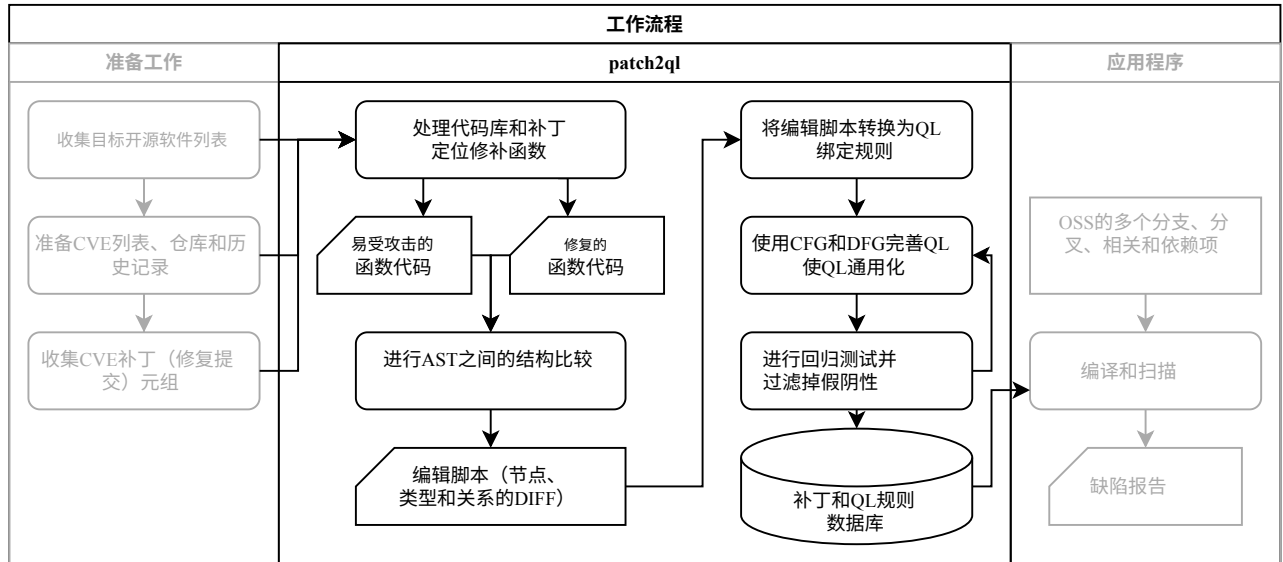 工作流程
准备工作
patch2ql
应用程序
收集目标开源软件列表
准备CVE列表、仓库和历
史记录
收集CVE补丁（修复提
交）元组
处理代码库和补丁
定位修补函数
易受攻击的
函数代码
修复的
函数代码
进行AST之间的结构比较
编辑脚本（节点、
类型和关系的DIFF）
将编辑脚本转换为QL
绑定规则
使用CFG和DFG完善QL
使QL通用化
进行回归测试并
过滤掉假阴性
补丁和QL规则
数据库
OSS的多个分支、分
叉、相关和依赖项
编译和扫描
缺陷报告